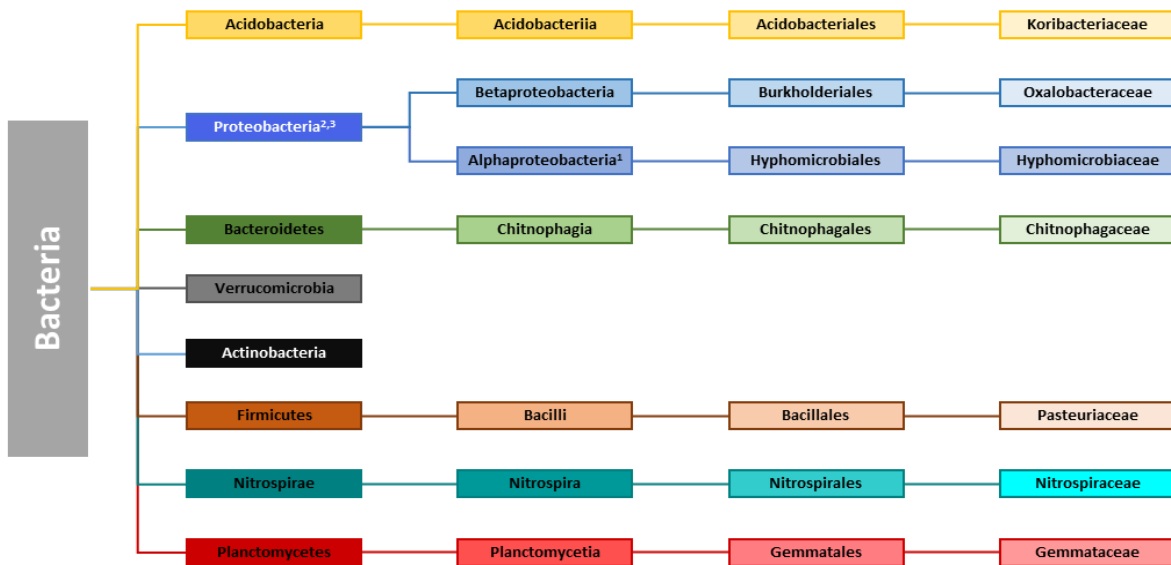 Acidobacteria Acidobacteriia Acidobacteriales Koribacteriaceae
Betaproteobacteria Burkholderiales Oxalobacteraceae
Proteobacteria2,3
Alphaproteobacteria1 Hyphomicrobiales Hyphomicrobiaceae
Bacteroidetes Chitnophagia Chitnophagales Chitnophagaceae
Bacteria
Verrucomicrobia
Actinobacteria
Firmicutes Bacilli Bacillales Pasteuriaceae
Nitrospirae Nitrospira Nitrospirales Nitrospiraceae
Planctomycetes Planctomycetia Gemmatales Gemmataceae